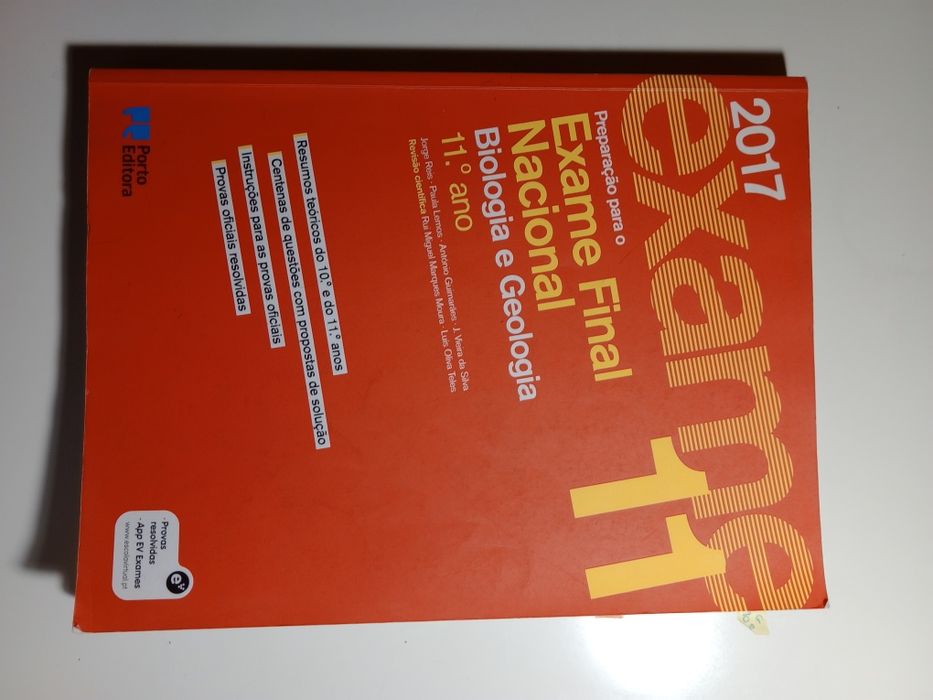 2017
exame
11
Preparação para o
Exame Final
Nacional
Biologia e Geologia
11.º ano
Jorge Reis · Paula Lemos · António Guimarães · J. Vieira da Silva
Revisão científica Rui Miguel Marques Moura · Luís Oliva Teles
Resumos teóricos do 10.º e do 11.º anos
Centenas de questões com propostas de solução
Instruções para as provas oficiais
Provas oficiais resolvidas
Porto
Editora
· Provas
resolvidas
· App EV Exames
www.escolavirtual.pt